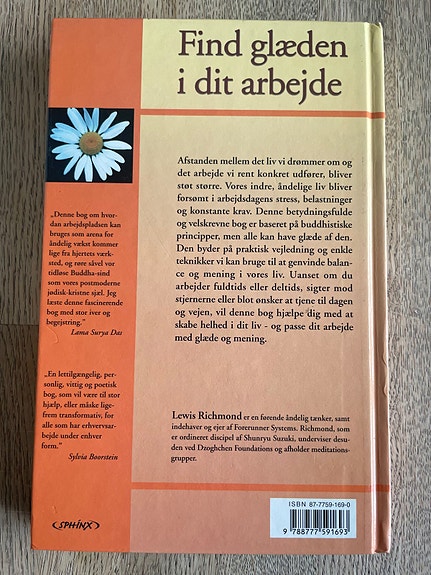 Find glæden
i dit arbejde
Afstanden mellem det liv vi drømmer om og
det arbejde vi rent konkret udfører, bliver
støt større. Vores indre, åndelige liv bliver
forsømt i arbejdsdagens stress, belastninger
og konstante krav. Denne betydningsfulde
og velskrevne bog er baseret på buddhistiske
principper, men alle kan have glæde af den.
Den byder på praktisk vejledning og enkle
teknikker vi kan bruge til at genvinde balan-
ce og mening i vores liv. Uanset om du
arbejder fuldtids eller deltids, sigter mod
stjernerne eller blot ønsker at tjene til dagen
og vejen, vil denne bog hjælpe dig med at
skabe helhed i dit liv - og passe dit arbejde
med glæde og mening.
„Denne bog om hvor-
dan arbejdspladsen kan
bruges som arena for
åndelig vækst kommer
lige fra hjertets værk-
sted, og røre såvel vor
tidløse Buddha-sind
som vores postmoderne
jødisk-kristne sjæl. Jeg
læste denne fascinerende
bog med stor iver og
begejstring.”
Lama Surya Das
„En lettilgængelig, per-
sonlig, vittig og poetisk
bog, som vil være til stor
hjælp, eller måske lige-
frem transformativ, for
alle som har erhvervsar-
bejde under enhver
form.”
Sylvia Boorstein
Lewis Richmond er en førende åndelig tænker, samt
indehaver og ejer af Forerunner Systems. Richmond, som
er ordineret discipel af Shunryu Suzuki, underviser desu-
den ved Dzoghchen Foundations og afholder meditations-
grupper.
SPHINX
ISBN 87-7759-169-0
9 788777 591693